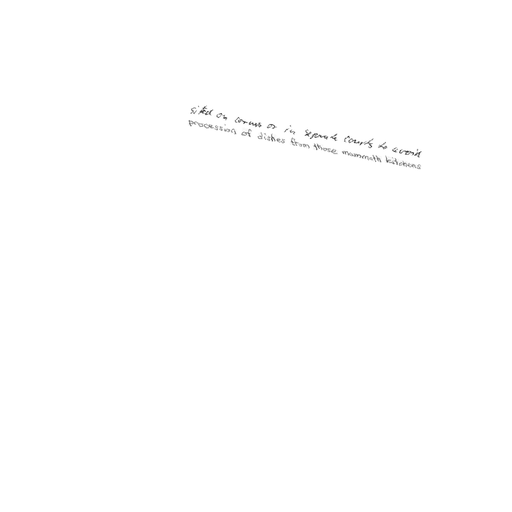 sited on corners or in separate courts to avoid
procession of dishes from those mammoth kitchens